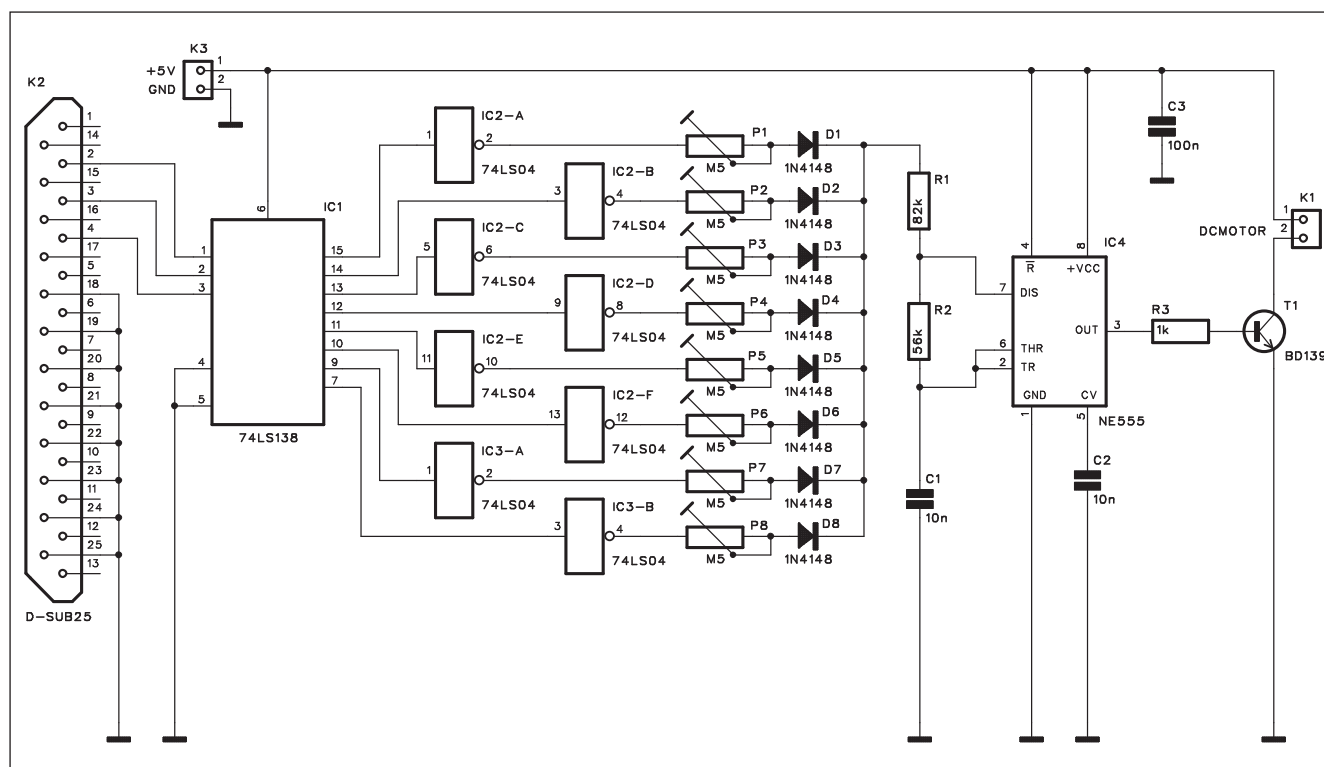 K3
+5V
GND
1
2
K2
1
14
2
15
3
16
4
17
5
18
6
19
7
20
8
21
9
22
10
23
11
24
12
25
13
D-SUB25
IC1
6
1
2
3
4
5
15
14
13
12
11
10
9
7
74LS138
IC2-A
1
2
74LS04
IC2-B
3
4
74LS04
IC2-C
5
6
74LS04
IC2-D
9
8
74LS04
IC2-E
11
10
74LS04
IC2-F
13
12
74LS04
IC3-A
1
2
74LS04
IC3-B
3
4
74LS04
P1
M5
P2
M5
P3
M5
P4
M5
P5
M5
P6
M5
P7
M5
P8
M5
D1
1N4148
D2
1N4148
D3
1N4148
D4
1N4148
D5
1N4148
D6
1N4148
D7
1N4148
D8
1N4148
R1
82k
R2
56k
C1
10n
IC4
4
8
R
+VCC
7
DIS
OUT
3
6
THR
2
TR
GND
CV
1
5
NE555
C2
10n
C3
100n
R3
1k
K1
1
2
DCMOTOR
T1
BD139